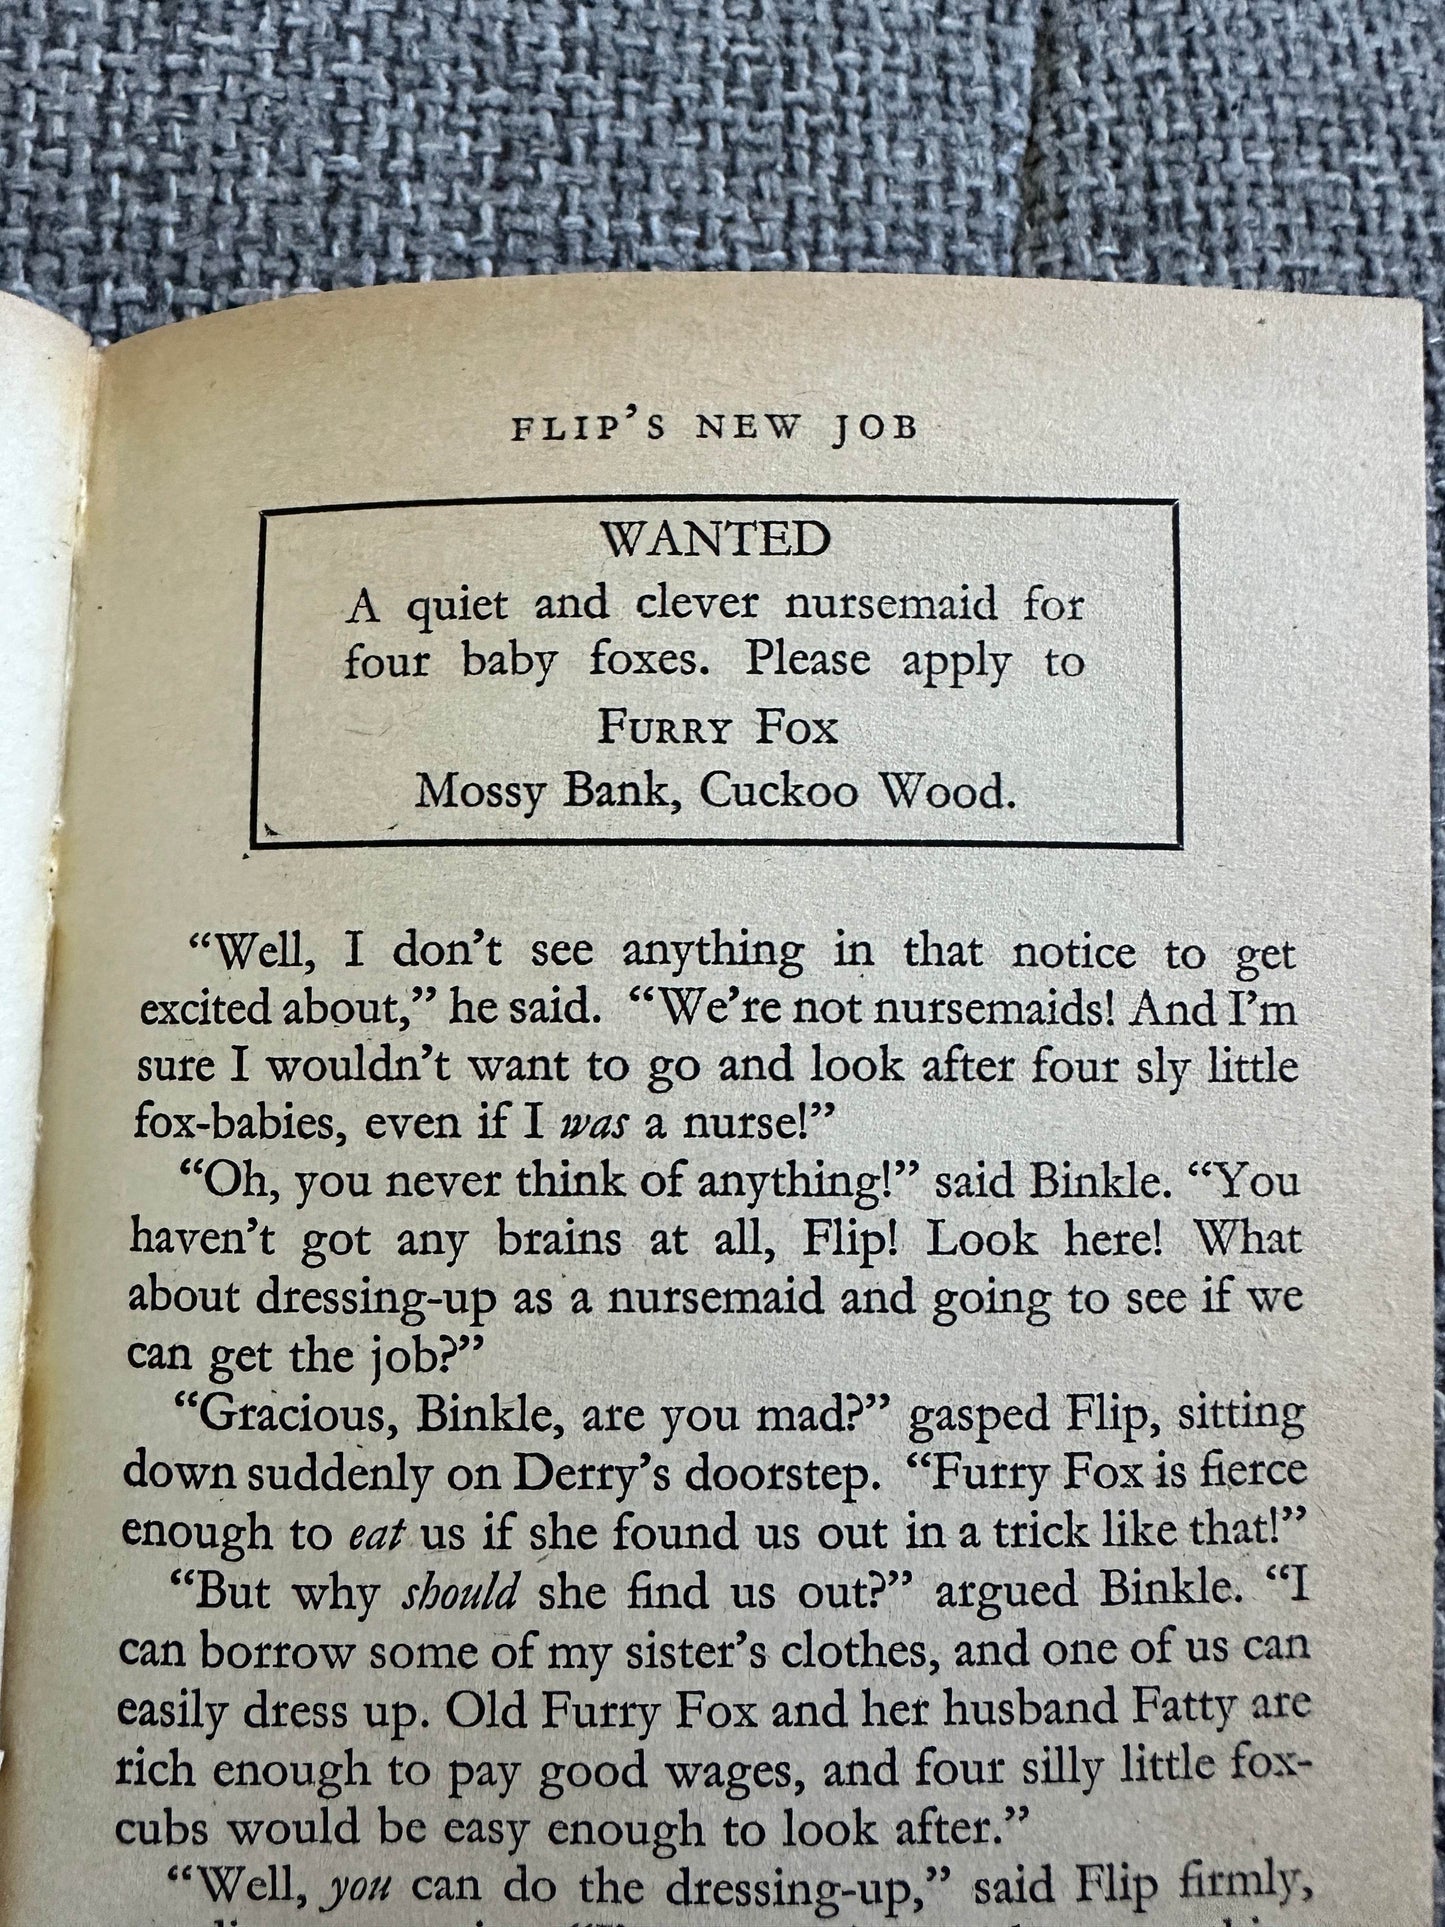 FLIP'S NEW JOB
WANTED
A quiet and clever nursemaid for
four baby foxes. Please apply to
FURRY FOX
Mossy Bank, Cuckoo Wood.
“Well, I don’t see anything in that notice to get
excited about,” he said. “We’re not nursemaids! And I’m
sure I wouldn’t want to go and look after four sly little
fox-babies, even if I was a nurse!”
“Oh, you never think of anything!” said Binkle. “You
haven’t got any brains at all, Flip! Look here! What
about dressing-up as a nursemaid and going to see if we
can get the job?”
“Gracious, Binkle, are you mad?” gasped Flip, sitting
down suddenly on Derry’s doorstep. “Furry Fox is fierce
enough to eat us if she found us out in a trick like that!”
“But why should she find us out?” argued Binkle. “I
can borrow some of my sister’s clothes, and one of us can
easily dress up. Old Furry Fox and her husband Fatty are
rich enough to pay good wages, and four silly little fox-
cubs would be easy enough to look after.”
“Well, you can do the dressing-up,” said Flip firmly,